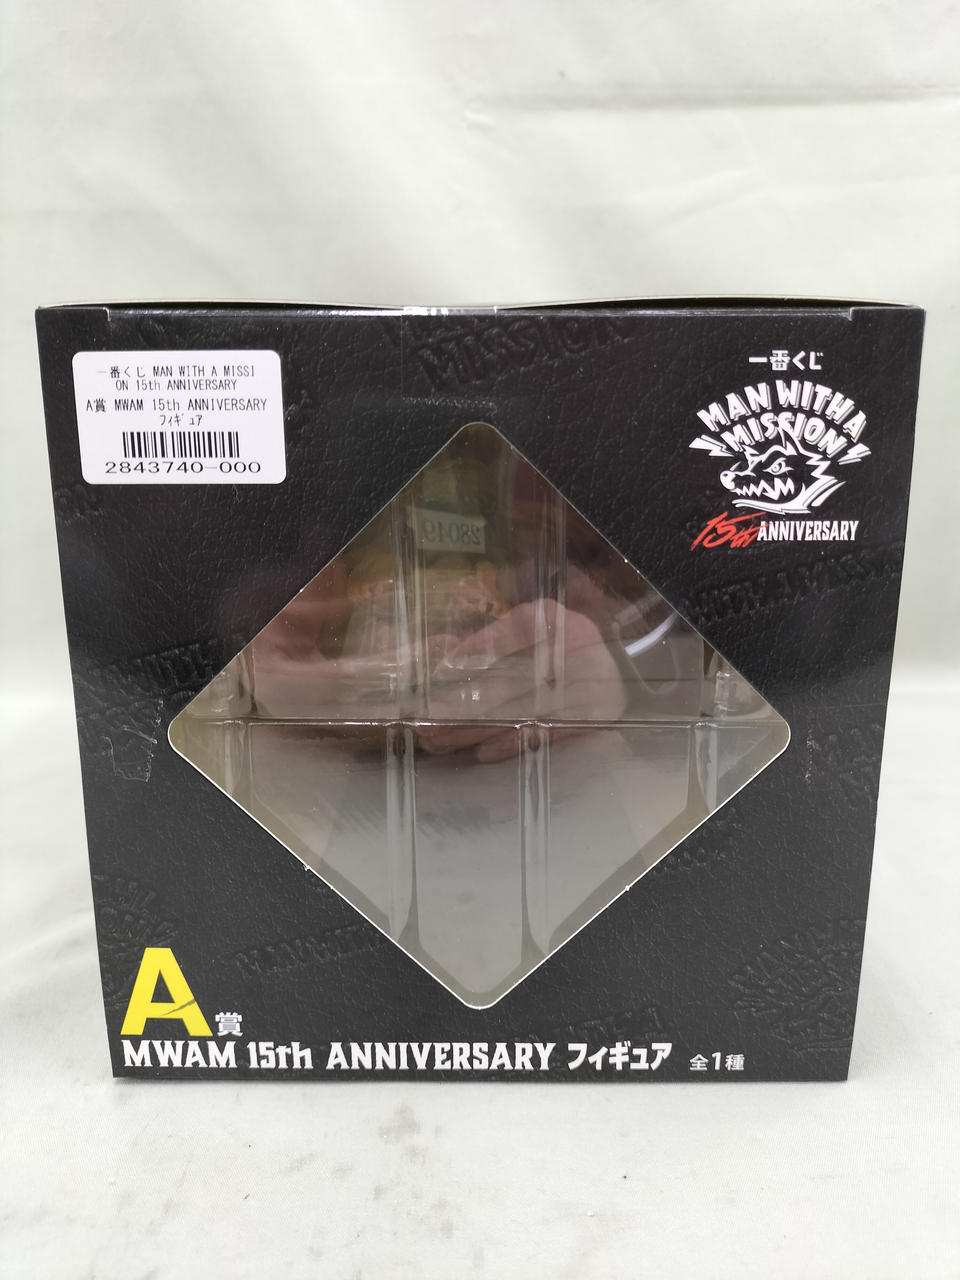 一番くじ MAN WITH A MISSI
ON 15th ANNIVERSARY
A賞 MWAM 15th ANNIVERSARY
ﾌｨｷﾞｭｱ
2843740-000
一番くじ
MAN WITH A
MISSION
15th ANNIVERSARY
28049
A賞
MWAM 15th ANNIVERSARY フィギュア 全1種